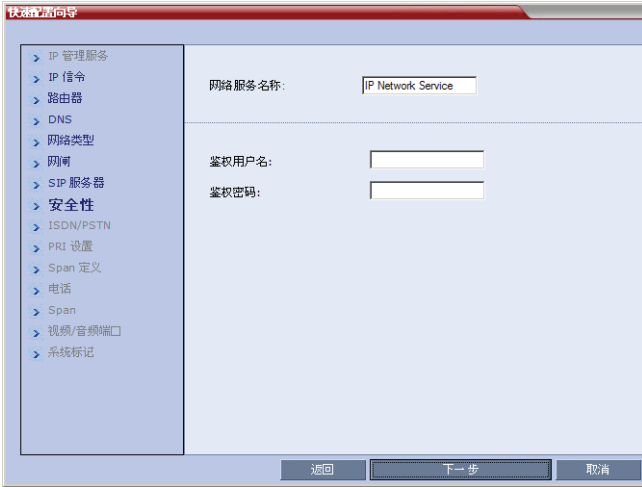 快速配置向导
IP 管理服务
IP 信令
路由器
DNS
网络类型
网闸
SIP 服务器
安全性
ISDN/PSTN
PRI 设置
Span 定义
电话
Span
视频/音频端口
系统标记
网络服务名称:
IP Network Service
鉴权用户名:
鉴权密码:
返回
下一步
取消